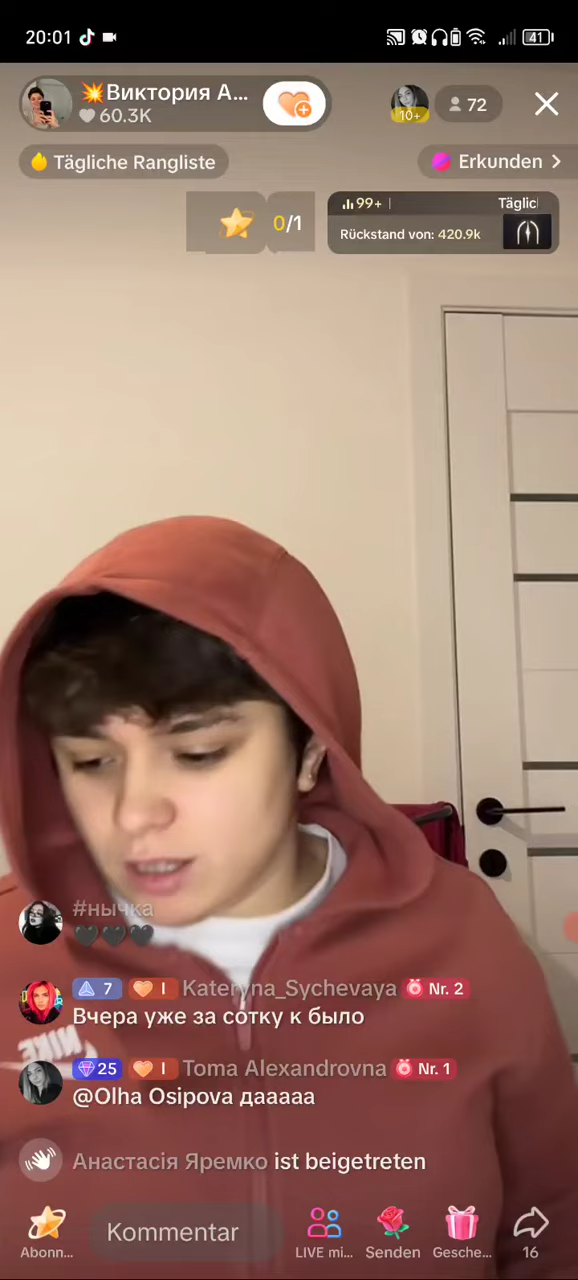 20:01
41
Виктория А...
60.3K
10+
72
Tägliche Rangliste
Erkunden
0/1
99+
Täglic
Rückstand von: 420.9k
#нычка
🖤🖤🖤
7 I Kateryna_Sychevaya Nr. 2
Вчера уже за сотку к было
NIKE
25 I Toma Alexandrovna Nr. 1
@Olha Osipova дааааа
Анастасія Яремко ist beigetreten
Abonn...
Kommentar
LIVE mi...
Senden
Gesche...
16